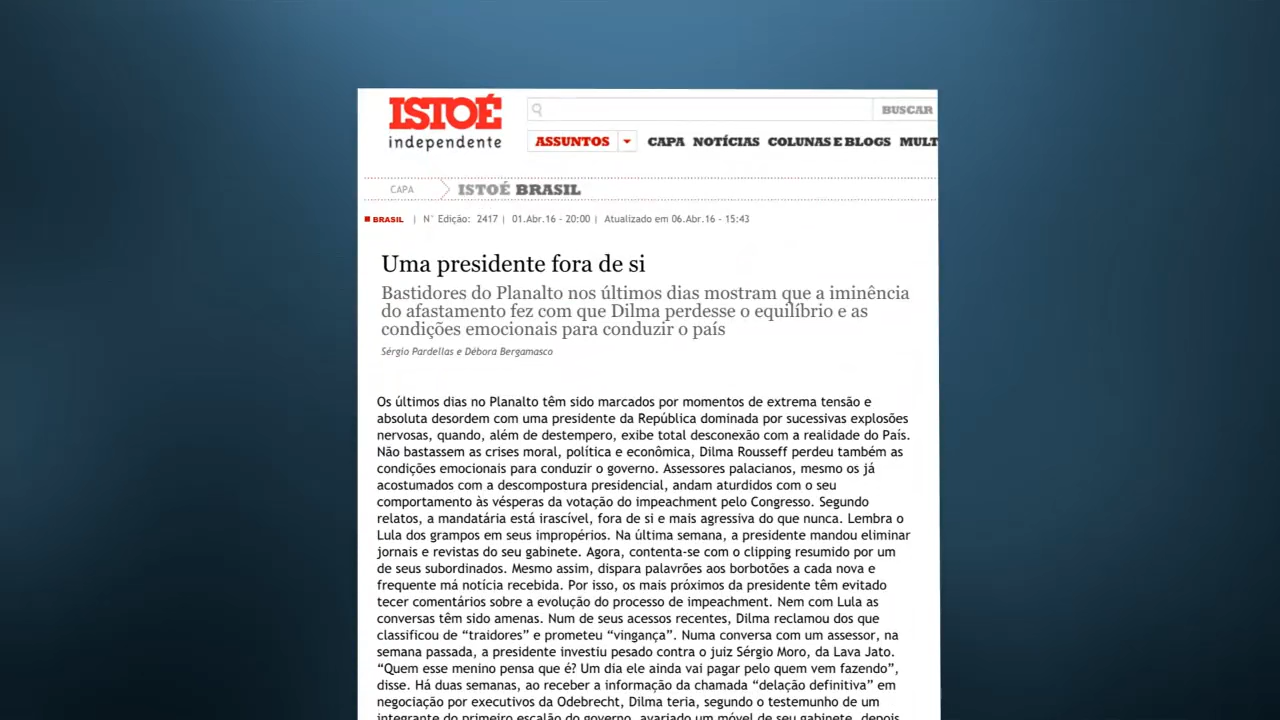 ISTOÉ
independente
BUSCAR
ASSUNTOS CAPA NOTÍCIAS COLUNAS E BLOGS MULT
CAPA ISTOÉ BRASIL
BRASIL | N° Edição: 2417 | 01.Abr.16 - 20:00 | Atualizado em 06.Abr.16 - 15:43
Uma presidente fora de si
Bastidores do Planalto nos últimos dias mostram que a iminência
do afastamento fez com que Dilma perdesse o equilíbrio e as
condições emocionais para conduzir o país
Sérgio Pardellas e Débora Bergamasco
Os últimos dias no Planalto têm sido marcados por momentos de extrema tensão e
absoluta desordem com uma presidente da República dominada por sucessivas explosões
nervosas, quando, além de destempero, exibe total desconexão com a realidade do País.
Não bastassem as crises moral, política e econômica, Dilma Rousseff perdeu também as
condições emocionais para conduzir o governo. Assessores palacianos, mesmo os já
acostumados com a descompostura presidencial, andam aturdidos com o seu
comportamento às vésperas da votação do impeachment pelo Congresso. Segundo
relatos, a mandatária está irascível, fora de si e mais agressiva do que nunca. Lembra o
Lula dos grampos em seus impropérios. Na última semana, a presidente mandou eliminar
jornais e revistas do seu gabinete. Agora, contenta-se com o clipping resumido por um
de seus subordinados. Mesmo assim, dispara palavrões aos borbotões a cada nova e
frequente má notícia recebida. Por isso, os mais próximos da presidente têm evitado
tecer comentários sobre a evolução do processo de impeachment. Nem com Lula as
conversas têm sido amenas. Num de seus acessos recentes, Dilma reclamou dos que
classificou de “traidores” e prometeu “vingança”. Numa conversa com um assessor, na
semana passada, a presidente investiu pesado contra o juiz Sérgio Moro, da Lava Jato.
“Quem esse menino pensa que é? Um dia ele ainda vai pagar pelo quem vem fazendo”,
disse. Há duas semanas, ao receber a informação da chamada “delação definitiva” em
negociação por executivos da Odebrecht, Dilma teria, segundo o testemunho de um
integrante do primeiro escalão do governo, avariado um móvel de seu gabinete, depois